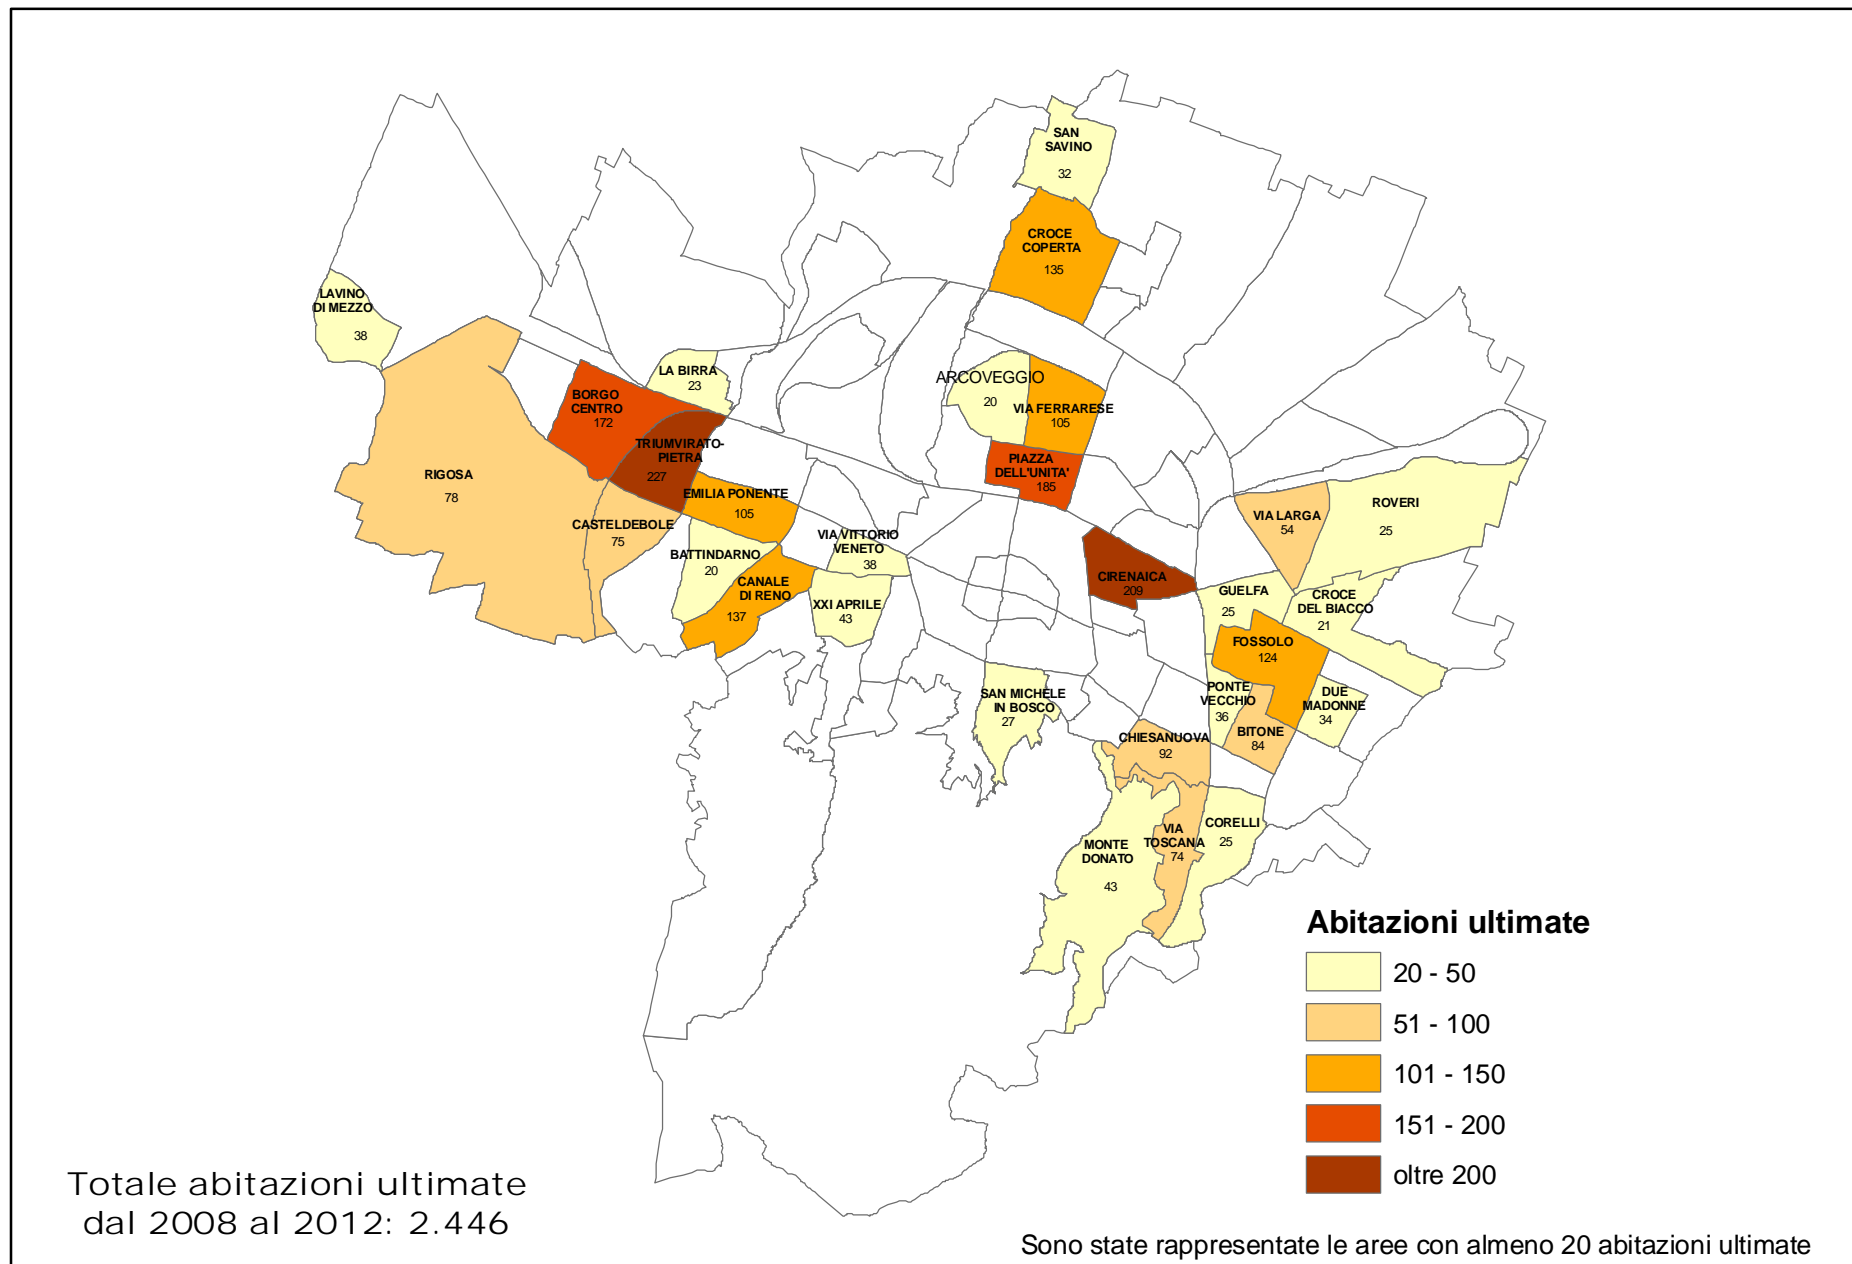 SAN
SAVINO
32
CROCE
COPERTA
135
LAVINO
DI MEZZO
38
LA BIRRA
23
ARCOVEGGIO
20
VIA FERRARESE
105
BORGO
CENTRO
172
TRIUMVIRATO-
PIETRA
227
PIAZZA
DELL'UNITA'
185
RIGOSA
78
EMILIA PONENTE
105
CASTELDEBOLE
75
VIA LARGA
54
ROVERI
25
VIA VITTORIO
VENETO
38
BATTINDARNO
20
CANALE
DI RENO
137
XXI APRILE
43
CIRENAICA
209
GUELFA
25
CROCE
DEL BIACCO
21
FOSSOLO
124
SAN MICHELE
IN BOSCO
27
PONTE
VECCHIO
36
DUE
MADONNE
34
BITONE
84
CHIESANUOVA
92
VIA
TOSCANA
74
CORELLI
25
MONTE
DONATO
43
Abitazioni ultimate
20 - 50
51 - 100
101 - 150
151 - 200
oltre 200
Totale abitazioni ultimate
dal 2008 al 2012: 2.446
Sono state rappresentate le aree con almeno 20 abitazioni ultimate